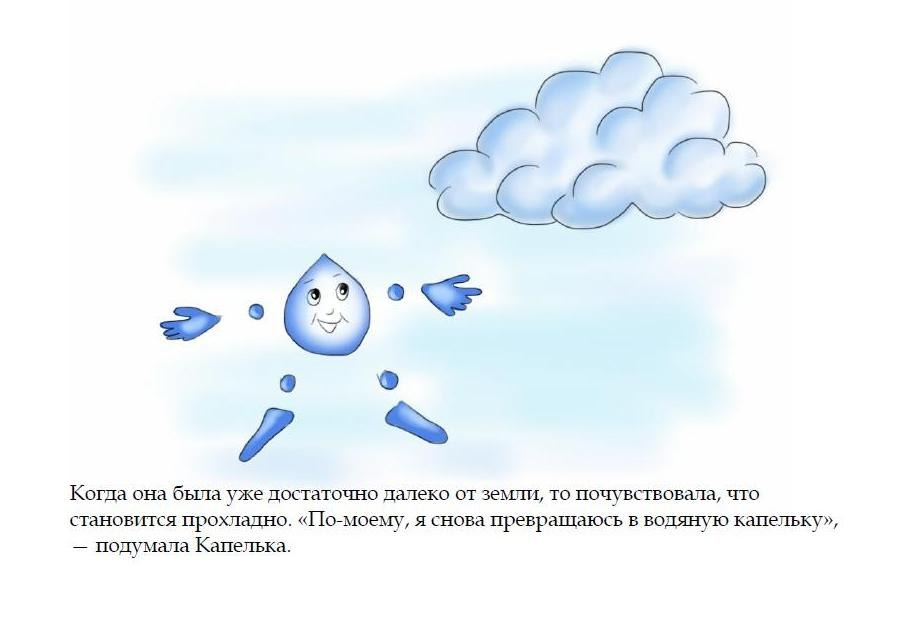 Когда она была уже достаточно далеко от земли, то почувствовала, что
становится прохладно. «По-моему, я снова превращаюсь в водяную капельку»,
— подумала Капелька.